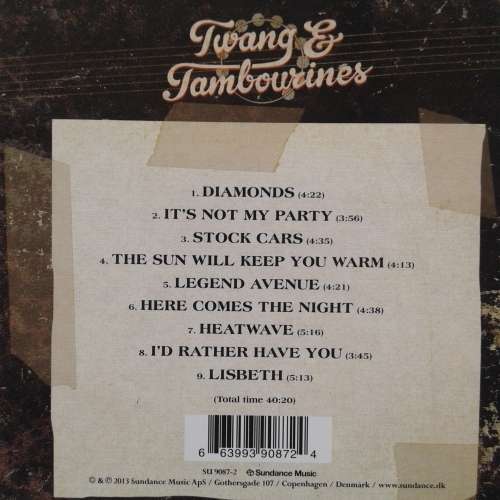 Twang &
Tambourines
1. DIAMONDS (4:22)
2. IT'S NOT MY PARTY (3:56)
3. STOCK CARS (4:35)
4. THE SUN WILL KEEP YOU WARM (4:13)
5. LEGEND AVENUE (4:21)
6. HERE COMES THE NIGHT (4:38)
7. HEATWAVE (5:16)
8. I'D RATHER HAVE YOU (3:45)
9. LISBETH (5:13)
(Total time 40:20)
6 63993 90872 4
SU 9087-2 Sundance Music
© & ℗ 2013 Sundance Music ApS / Gothersgade 107 / Copenhagen / Denmark / www.sundance.dk